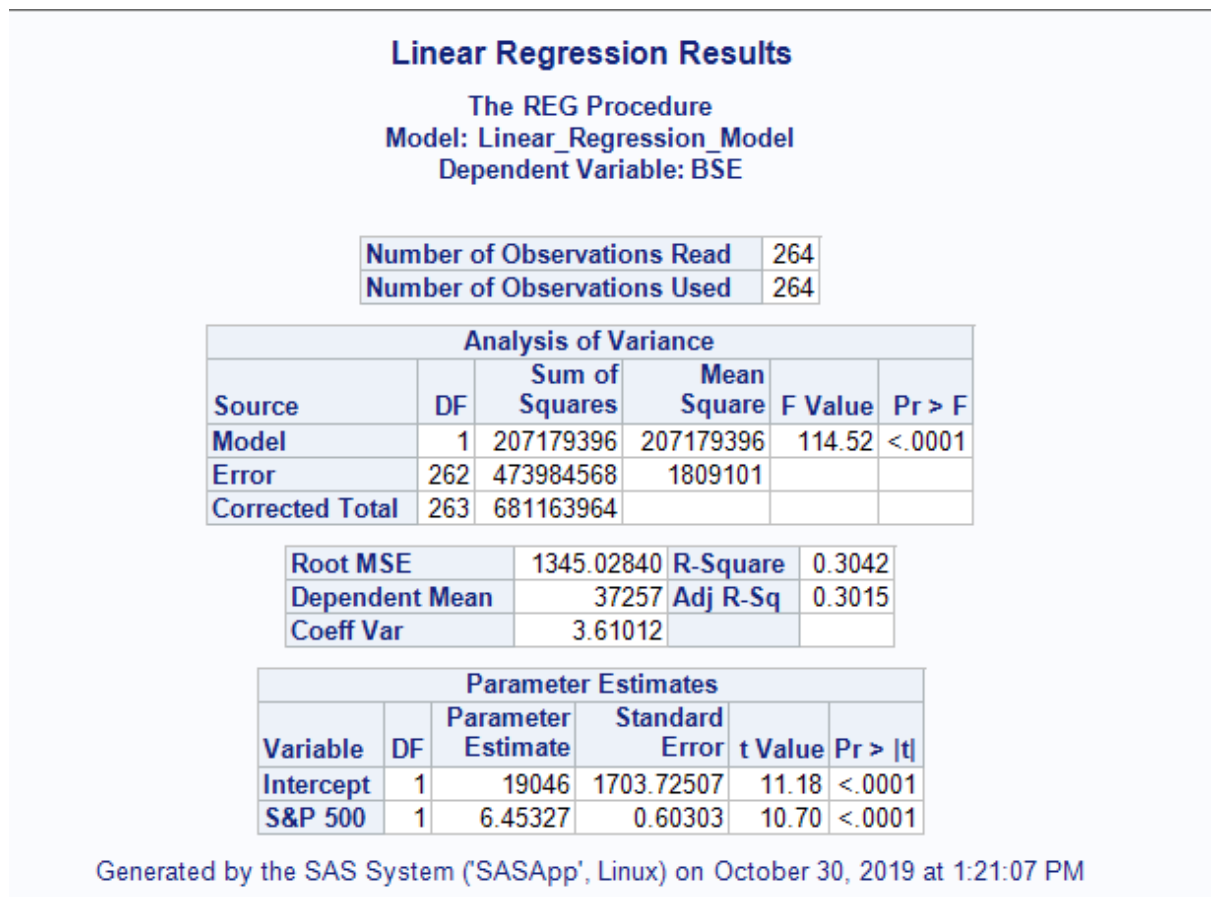 Linear Regression Results
The REG Procedure
Model: Linear_Regression_Model
Dependent Variable: BSE
Number of Observations Read 264
Number of Observations Used 264
Analysis of Variance
Source DF Sum of Squares Mean Square F Value Pr > F
Model 1 207179396 207179396 114.52 <.0001
Error 262 473984568 1809101
Corrected Total 263 681163964
Root MSE 1345.02840 R-Square 0.3042
Dependent Mean 37257 Adj R-Sq 0.3015
Coeff Var 3.61012
Parameter Estimates
Variable DF Parameter Estimate Standard Error t Value Pr > |t|
Intercept 1 19046 1703.72507 11.18 <.0001
S&P 500 1 6.45327 0.60303 10.70 <.0001
Generated by the SAS System ('SASApp', Linux) on October 30, 2019 at 1:21:07 PM